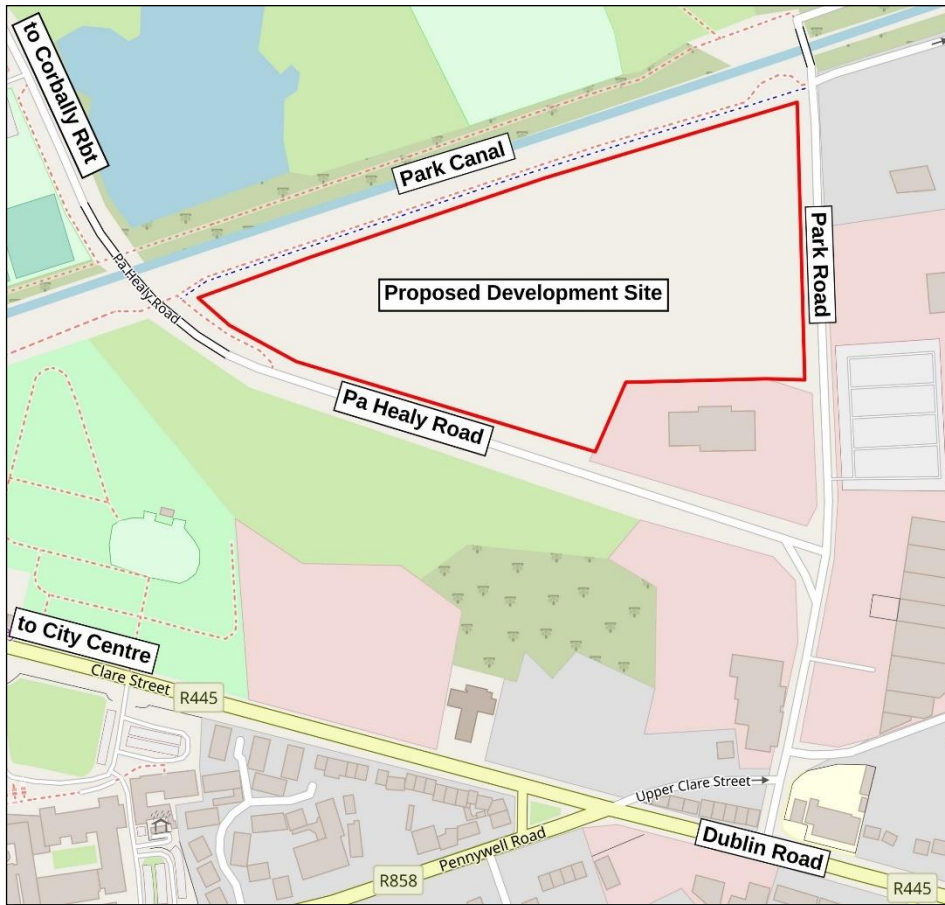 to Corbally Rbt
Park Canal
Park Road
Pa Healy Road
Proposed Development Site
Pa Healy Road
to City Centre
Clare Street
R445
Upper Clare Street
Pennywell Road
Dublin Road
R858
R445